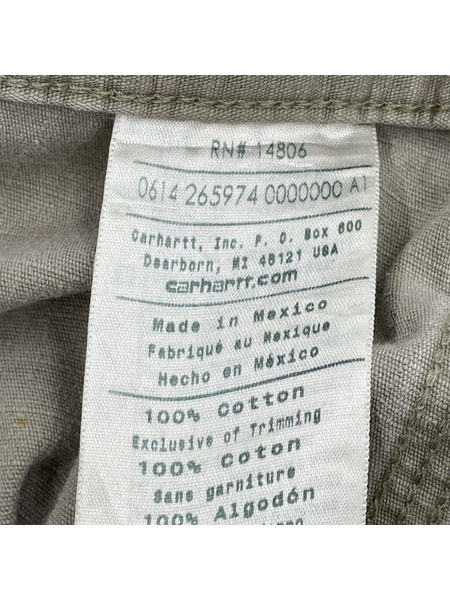 RN# 14806
0614 265974 0000000 A1
Carhartt, Inc. P. O. Box 600
Dearborn, MI 48121 USA
carhartt.com
Made in Mexico
Fabriqué au Mexique
Hecho en México
100% Cotton
Exclusive of Trimming
100% Coton
Sans garniture
100% Algodón